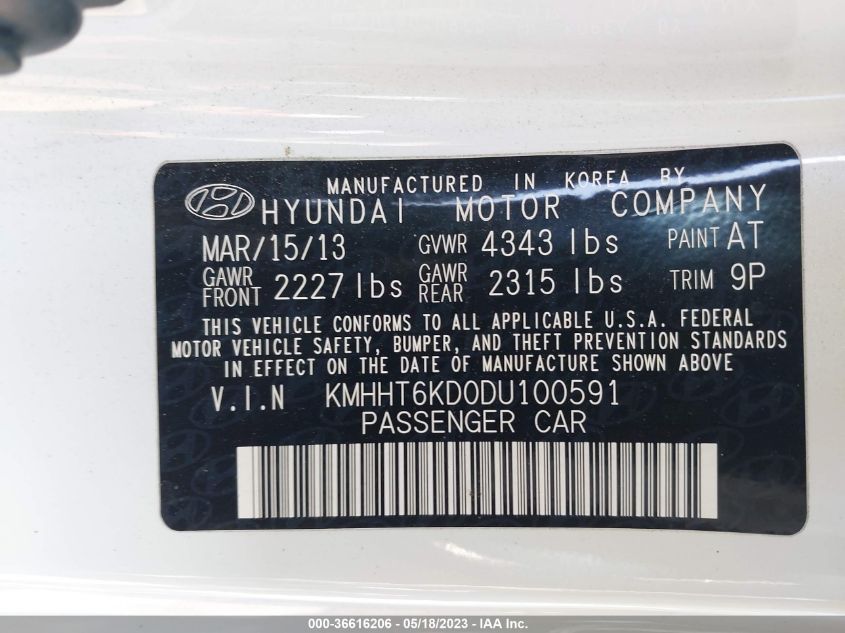 MANUFACTURED IN KOREA BY
HYUNDAI MOTOR COMPANY
MAR/15/13 GVWR 4343 lbs PAINT AT
GAWR FRONT 2227 lbs GAWR REAR 2315 lbs TRIM 9P
THIS VEHICLE CONFORMS TO ALL APPLICABLE U.S.A. FEDERAL
MOTOR VEHICLE SAFETY, BUMPER, AND THEFT PREVENTION STANDARDS
IN EFFECT ON THE DATE OF MANUFACTURE SHOWN ABOVE
V.I.N KMHHT6KD0DU100591
PASSENGER CAR
000-36616206 - 05/18/2023 - IAA Inc.